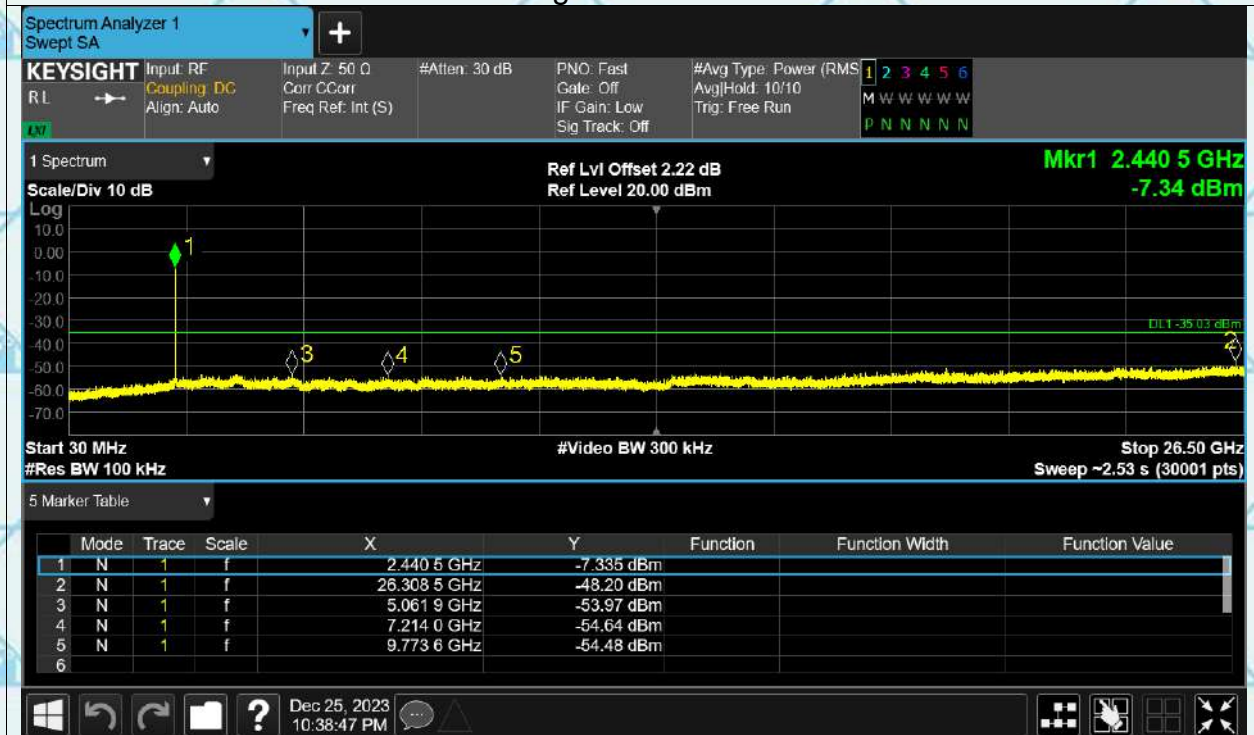 Spectrum Analyzer 1
Swept SA
+
KEYSIGHT Input: RF Input Z: 50 Ω #Atten: 30 dB PNO: Fast #Avg Type: Power (RMS 1 2 3 4 5 6
RL Coupling: DC Corr CCorr Gate: Off Avg|Hold: 10/10 M W W W W W
Align: Auto Freq Ref: Int (S) IF Gain: Low Trig: Free Run
LXI Sig Track: Off P N N N N N
1 Spectrum Ref Lvl Offset 2.22 dB Mkr1 2.440 5 GHz
Scale/Div 10 dB Ref Level 20.00 dBm -7.34 dBm
Log
10.0
1
0.00
-10.0
-20.0
-30.0 DL1 -35.03 dBm
-40.0 2
3 4 5
-50.0
-60.0
-70.0
Start 30 MHz #Video BW 300 kHz Stop 26.50 GHz
#Res BW 100 kHz Sweep ~2.53 s (30001 pts)
5 Marker Table
Mode Trace Scale X Y Function Function Width Function Value
1 N 1 f 2.440 5 GHz -7.335 dBm
2 N 1 f 26.308 5 GHz -48.20 dBm
3 N 1 f 5.061 9 GHz -53.97 dBm
4 N 1 f 7.214 0 GHz -54.64 dBm
5 N 1 f 9.773 6 GHz -54.48 dBm
6
? Dec 25, 2023
10:38:47 PM